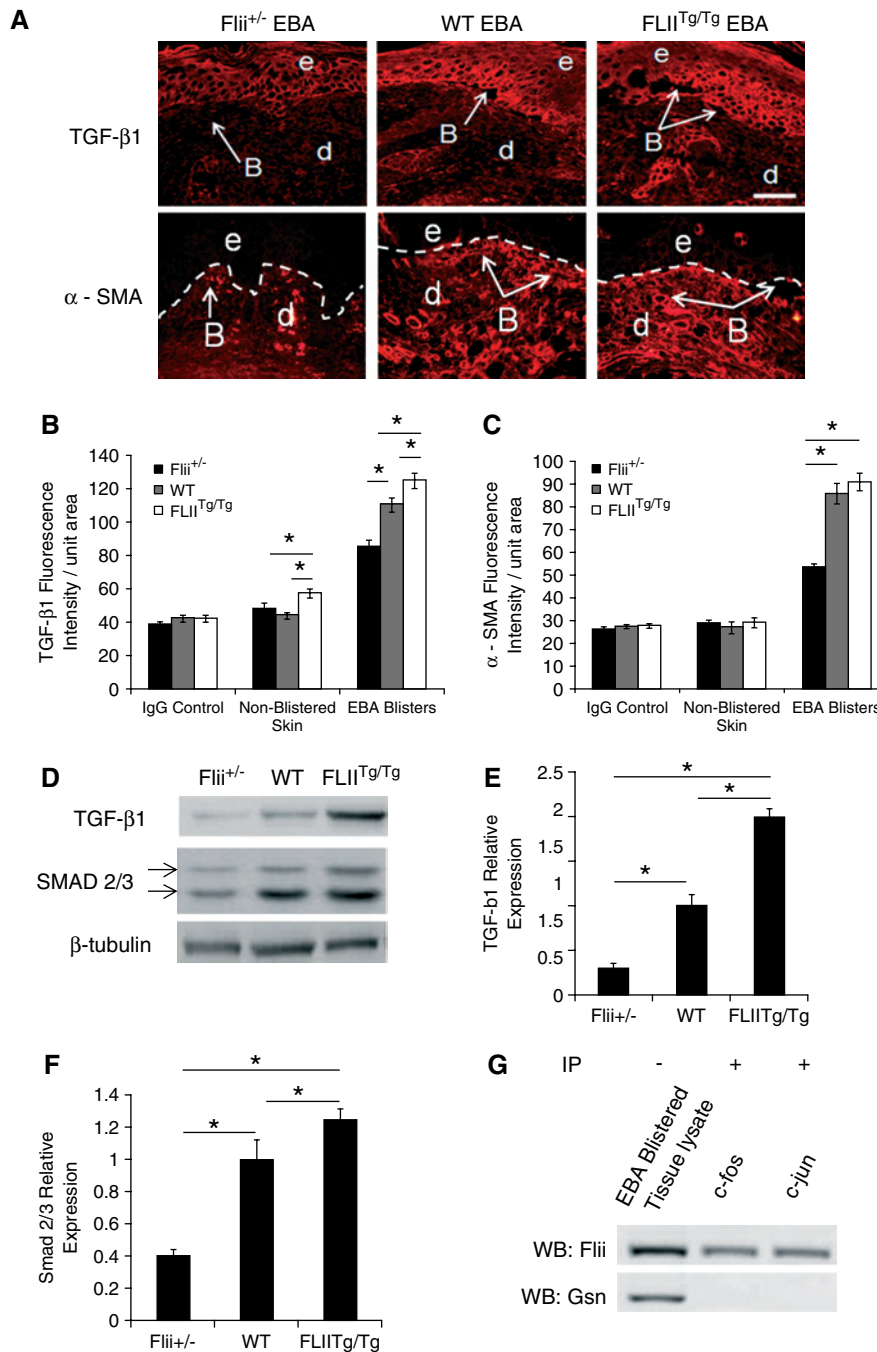 A
Flii+/- EBA
WT EBA
FLIITg/Tg EBA
TGF-β1
e
B
d
e
B
d
e
B
d
α - SMA
e
B
d
e
B
d
e
B
d
B
TGF-β1 Fluorescence
Intensity / unit area
140
120
100
80
60
40
20
0
Flii+/-
WT
FLIITg/Tg
*
*
*
*
*
IgG Control
Non-Blistered
Skin
EBA Blisters
C
α - SMA Fluorescence
Intensity / unit area
100
90
80
70
60
50
40
30
20
10
0
Flii+/-
WT
FLIITg/Tg
*
*
IgG Control
Non-Blistered
Skin
EBA Blisters
D
Flii+/-
WT
FLIITg/Tg
TGF-β1
SMAD 2/3
β-tubulin
E
TGF-b1 Relative
Expression
2.5
2
1.5
1
1.5
0.5
0
*
*
*
Flii+/-
WT
FLIITg/Tg
F
Smad 2/3 Relative
Expression
1.4
1.2
1
0.8
0.6
0.4
0.2
0
*
*
*
Flii+/-
WT
FLIITg/Tg
G
IP
-
+
+
EBA Blistered
Tissue lysate
c-fos
c-jun
WB: Flii
WB: Gsn